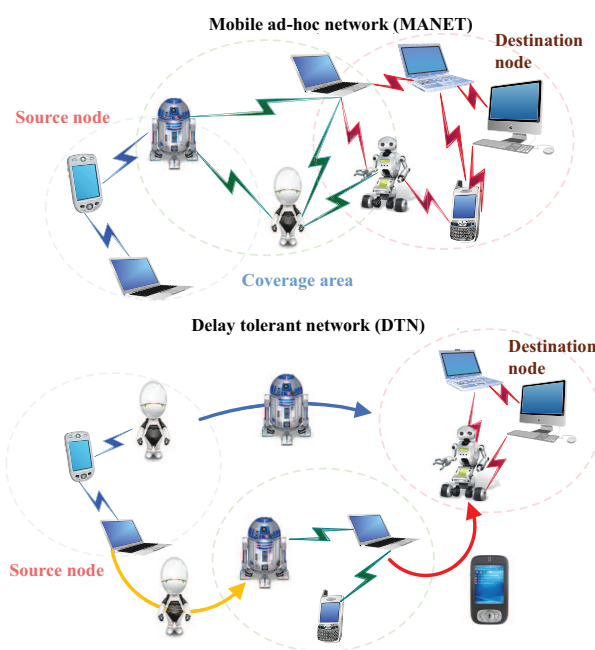 Mobile ad-hoc network (MANET)
Destination
node
Source node
Coverage area
Delay tolerant network (DTN)
Destination
node
Source node